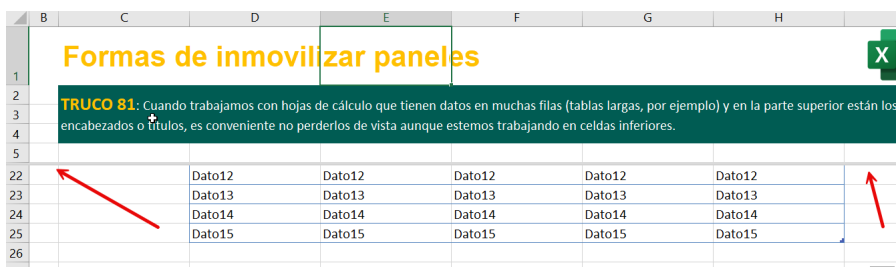 B C D E F G H
1 Formas de inmovilizar paneles X
2
TRUCO 81: Cuando trabajamos con hojas de cálculo que tienen datos en muchas filas (tablas largas, por ejemplo) y en la parte superior están los
3
encabezados o títulos, es conveniente no perderlos de vista aunque estemos trabajando en celdas inferiores.
4
5
22 Dato12 Dato12 Dato12 Dato12 Dato12
23 Dato13 Dato13 Dato13 Dato13 Dato13
24 Dato14 Dato14 Dato14 Dato14 Dato14
25 Dato15 Dato15 Dato15 Dato15 Dato15
26